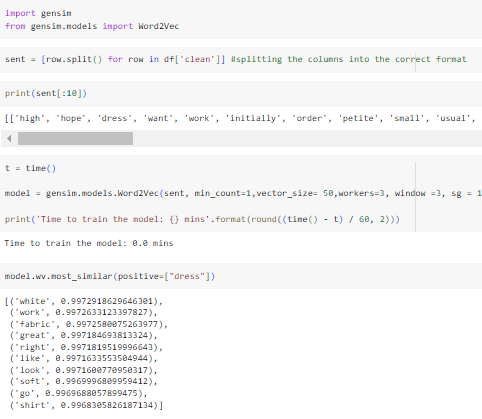 import gensim
from gensim.models import Word2Vec
sent = [row.split() for row in df['clean']] #splitting the columns into the correct format
print(sent[:10])
[['high', 'hope', 'dress', 'want', 'work', 'initially', 'order', 'petite', 'small', 'usual',
t = time()
model = gensim.models.Word2Vec(sent, min_count=1,vector_size= 50,workers=3, window =3, sg = 1
print('Time to train the model: {} mins'.format(round((time() - t) / 60, 2)))
Time to train the model: 0.0 mins
model.wv.most_similar(positive=["dress"])
[('white', 0.9972918629646301),
('work', 0.9972633123397827),
('fabric', 0.9972580075263977),
('great', 0.997184693813324),
('right', 0.9971819519996643),
('like', 0.9971633553504944),
('look', 0.9971600770950317),
('soft', 0.9969996809959412),
('go', 0.9969688057899475),
('shirt', 0.9968305826187134)]